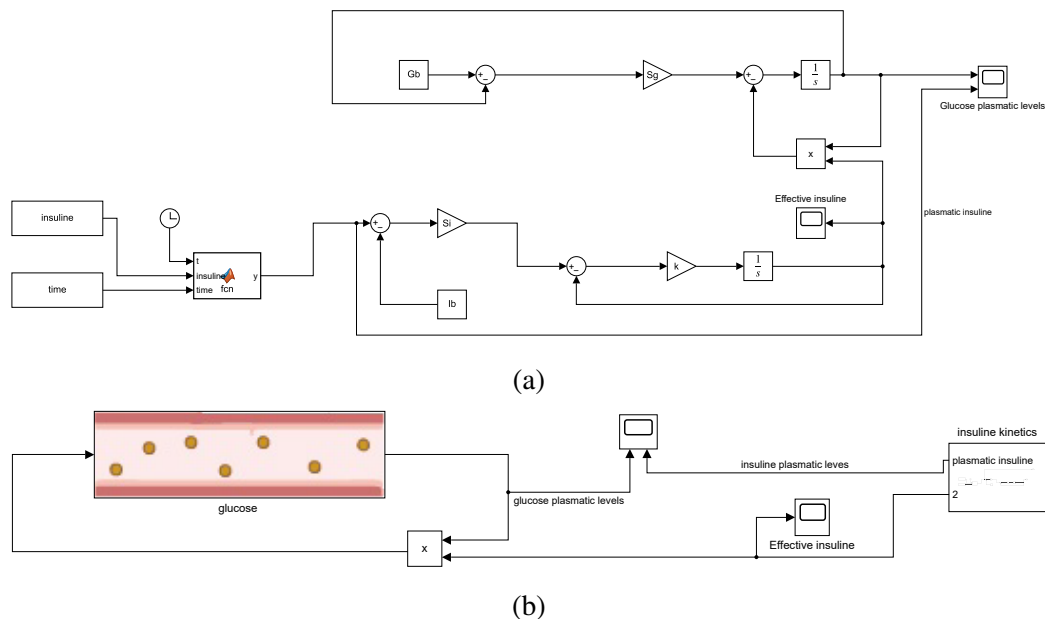 Gb
+
−
Sg
+
−
1
s
Glucose plasmatic levels
x
insuline
Effective insuline
plasmatic insuline
+
−
Si
t
insuline
time
y
fcn
time
+
−
k
1
s
Ib
(a)
insuline kinetics
plasmatic insuline
insuline plasmatic leves
2
glucose plasmatic levels
glucose
Effective insuline
x
(b)